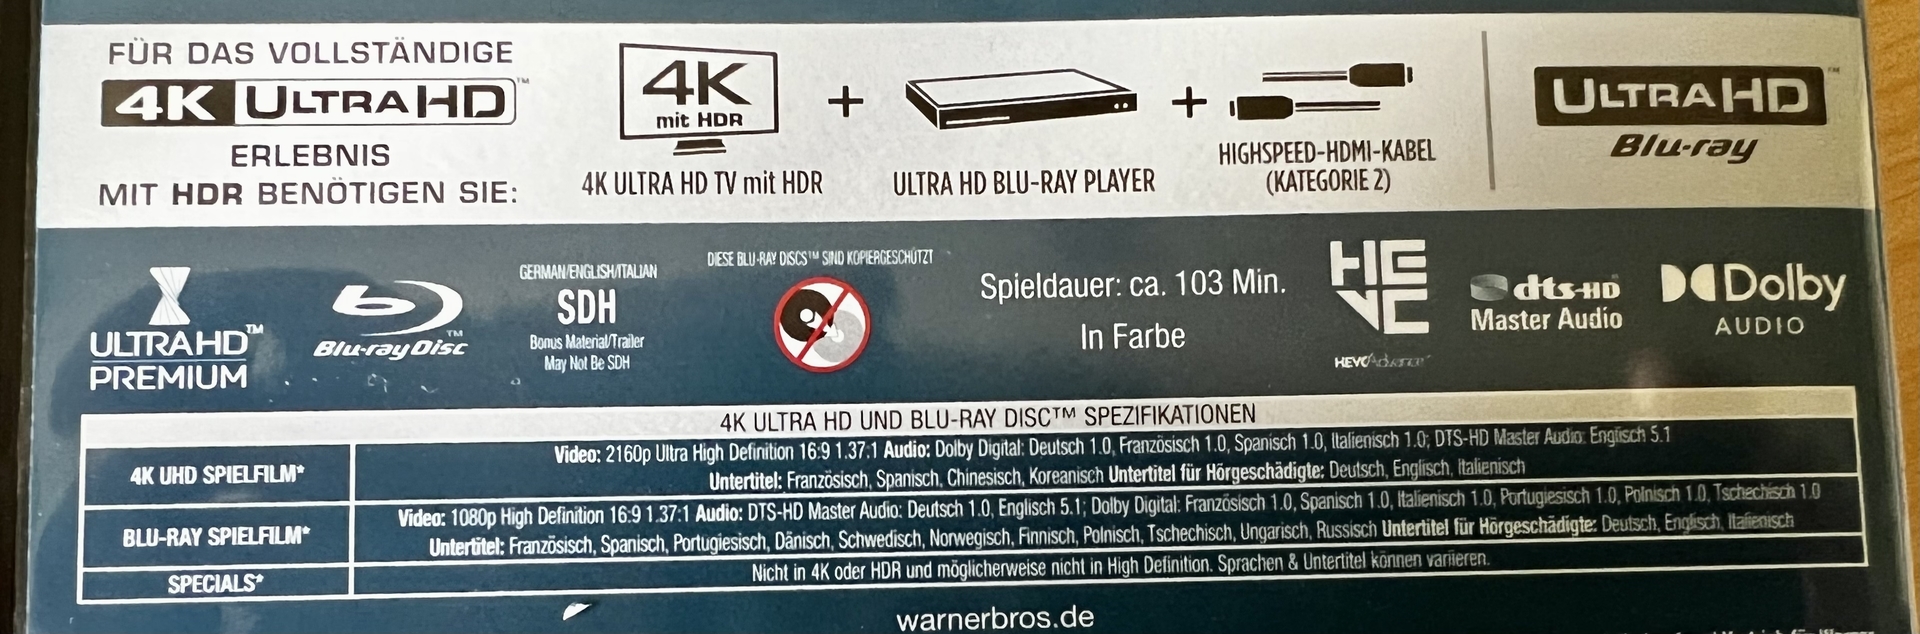 FÜR DAS VOLLSTÄNDIGE
4K ULTRA HD™
ERLEBNIS
MIT HDR BENÖTIGEN SIE:
4K
mit HDR
4K ULTRA HD TV mit HDR
+
ULTRA HD BLU-RAY PLAYER
+
HIGHSPEED-HDMI-KABEL
(KATEGORIE 2)
ULTRA HD™
Blu-ray
ULTRA HD™
PREMIUM
Blu-ray Disc™
GERMAN/ENGLISH/ITALIAN
SDH
Bonus Material/Trailer
May Not Be SDH
DIESE BLU-RAY DISCS™ SIND KOPIERGESCHÜTZT
Spieldauer: ca. 103 Min.
In Farbe
HEVC
HEVC Advance™
dts-HD
Master Audio
Dolby
AUDIO
4K ULTRA HD UND BLU-RAY DISC™ SPEZIFIKATIONEN
4K UHD SPIELFILM*
Video: 2160p Ultra High Definition 16:9 1.37:1 Audio: Dolby Digital: Deutsch 1.0, Französisch 1.0, Spanisch 1.0, Italienisch 1.0; DTS-HD Master Audio: Englisch 5.1
Untertitel: Französisch, Spanisch, Chinesisch, Koreanisch Untertitel für Hörgeschädigte: Deutsch, Englisch, Italienisch
BLU-RAY SPIELFILM*
Video: 1080p High Definition 16:9 1.37:1 Audio: DTS-HD Master Audio: Deutsch 1.0, Englisch 5.1; Dolby Digital: Französisch 1.0, Spanisch 1.0, Italienisch 1.0, Portugiesisch 1.0, Polnisch 1.0, Tschechisch 1.0
Untertitel: Französisch, Spanisch, Portugiesisch, Dänisch, Schwedisch, Norwegisch, Finnisch, Polnisch, Tschechisch, Ungarisch, Russisch Untertitel für Hörgeschädigte: Deutsch, Englisch, Italienisch
SPECIALS*
Nicht in 4K oder HDR und möglicherweise nicht in High Definition. Sprachen & Untertitel können variieren.
warnerbros.de